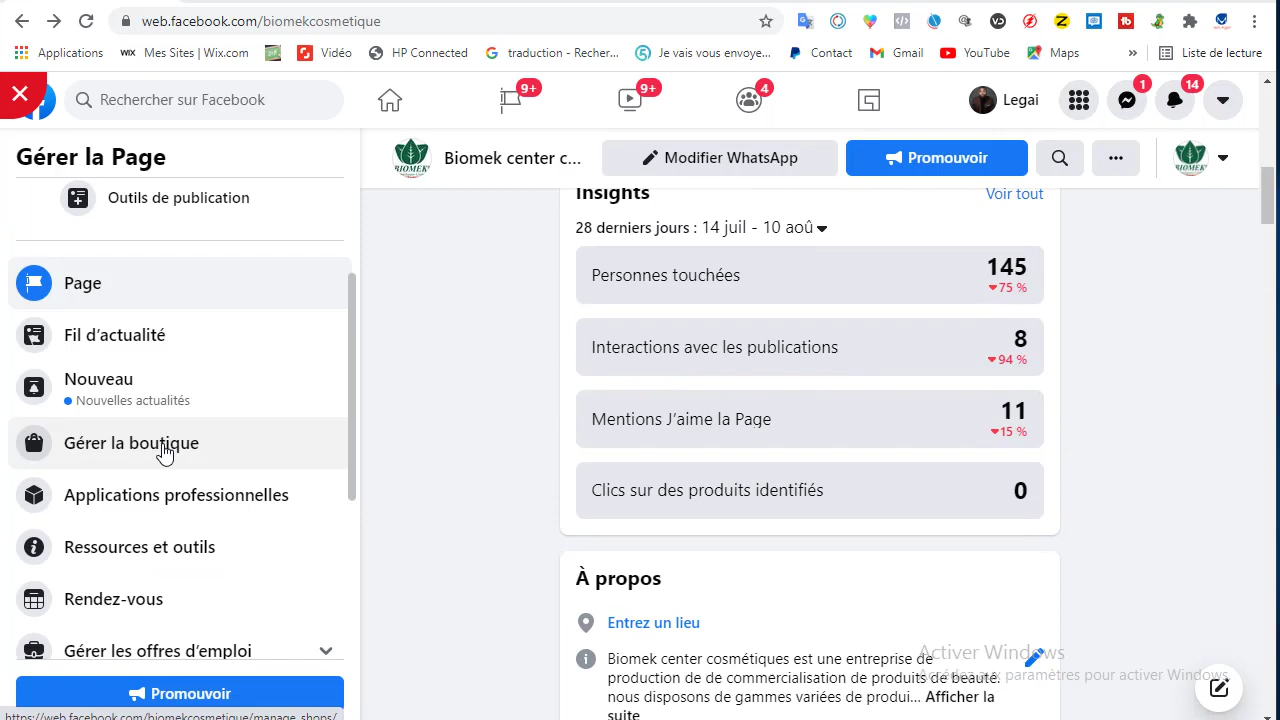 web.facebook.com/biomekcosmetique
Applications
WIX Mes Sites | Wix.com
Vidéo
HP Connected
traduction - Recher...
Je vais vous envoye...
Contact
Gmail
YouTube
Maps
»
Liste de lecture
Rechercher sur Facebook
9+
9+
4
Legai
1
14
Gérer la Page
Outils de publication
Page
Fil d'actualité
Nouveau
Nouvelles actualités
Gérer la boutique
Applications professionnelles
Ressources et outils
Rendez-vous
Gérer les offres d'emploi
Promouvoir
https://web.facebook.com/biomekcosmetique/manage_shops/
BIOMEK
Biomek center c...
Modifier WhatsApp
Promouvoir
Insights
Voir tout
28 derniers jours : 14 juil - 10 aoû
Personnes touchées
145
75 %
Interactions avec les publications
8
94 %
Mentions J'aime la Page
11
15 %
Clics sur des produits identifiés
0
À propos
Entrez un lieu
Biomek center cosmétiques est une entreprise de
production de de commercialisation de produits de beauté.
nous disposons de gammes variées de produi... Afficher la
suite
Activer Windows
Accédez aux paramètres pour activer Windows.